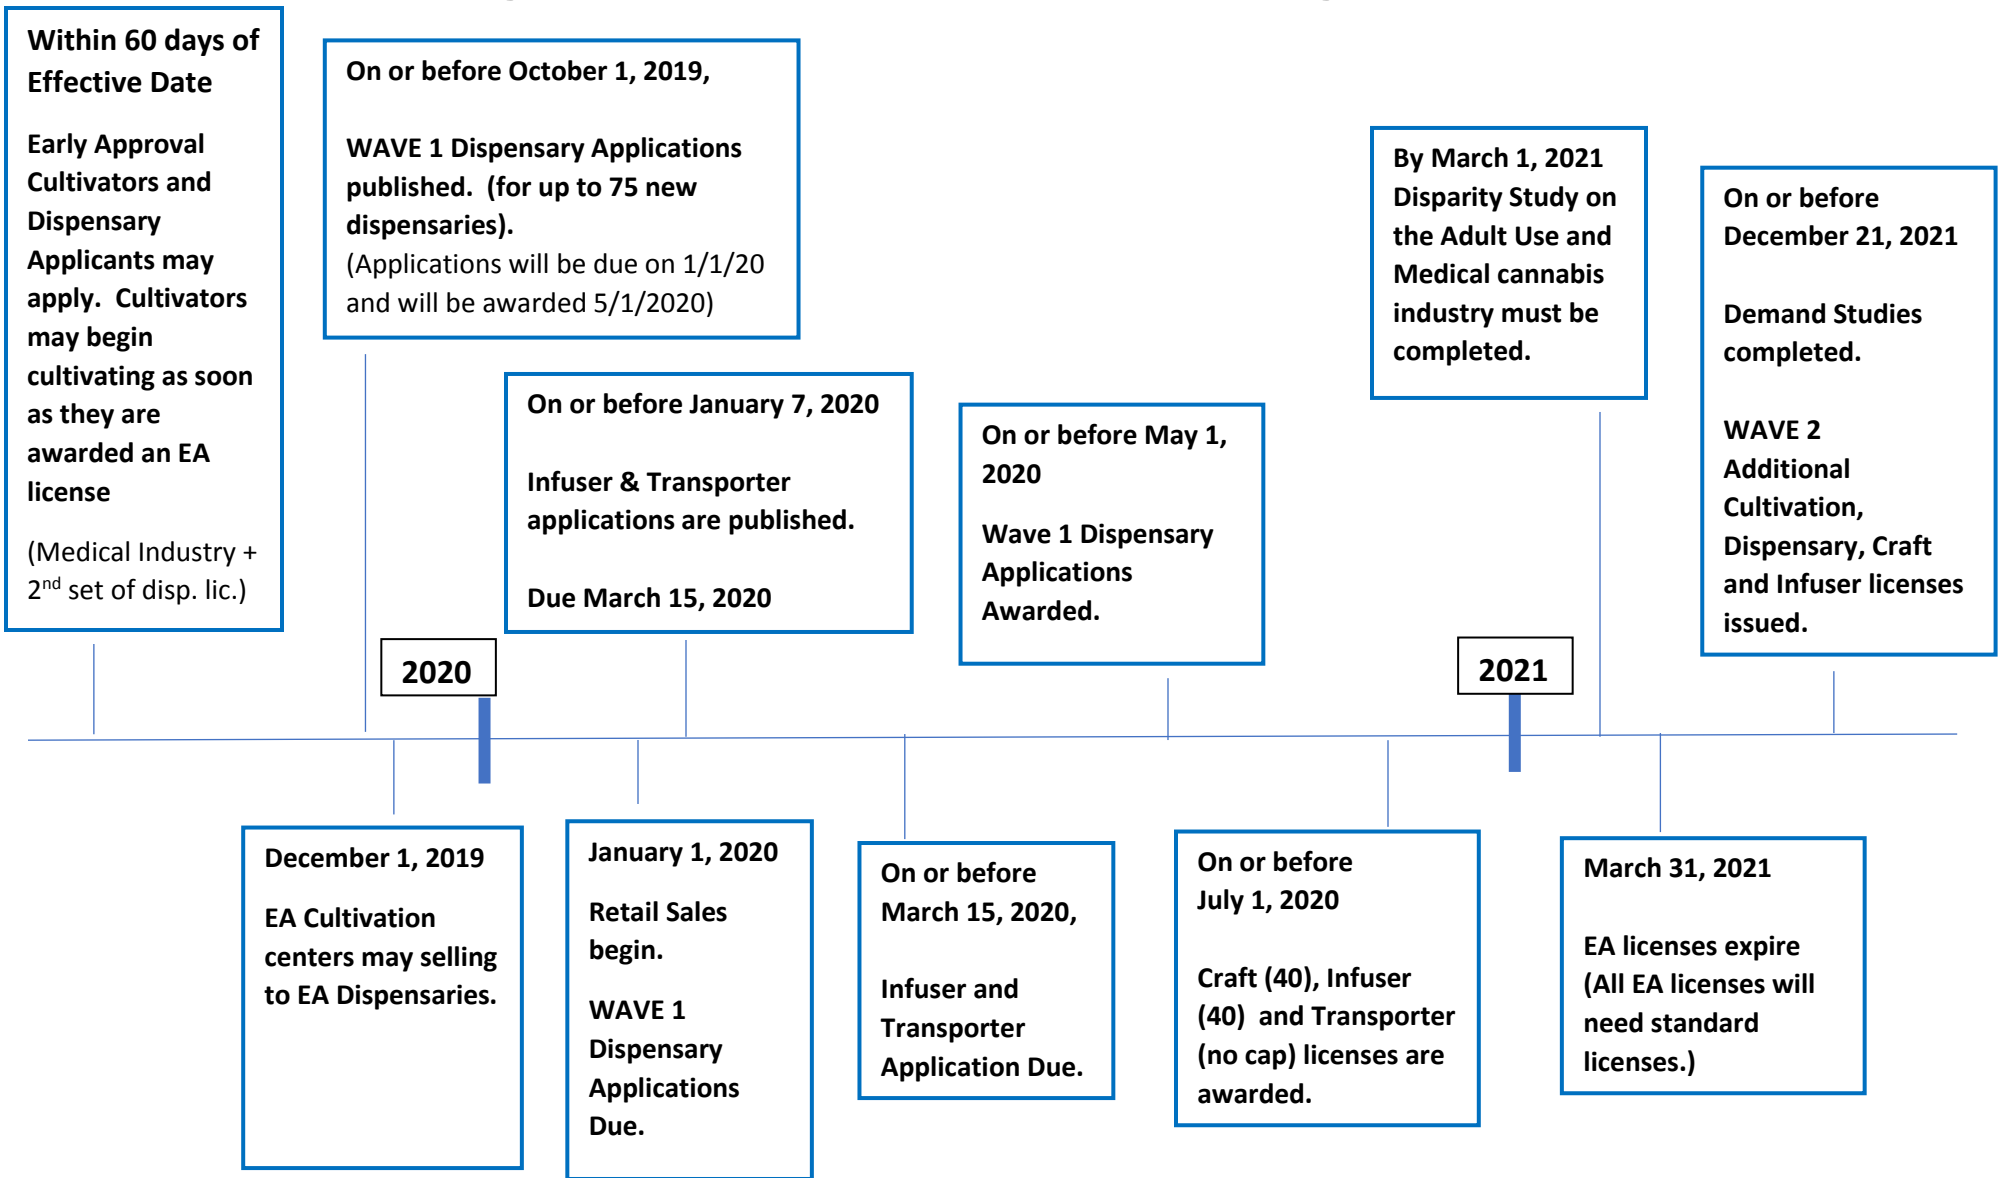 Within 60 days of
Effective Date
Early Approval
Cultivators and
Dispensary
Applicants may
apply.  Cultivators
may begin
cultivating as soon
as they are
awarded an EA
license
(Medical Industry +
2nd set of disp. lic.)
On or before October 1, 2019,
WAVE 1 Dispensary Applications
published.  (for up to 75 new
dispensaries).
(Applications will be due on 1/1/20
and will be awarded 5/1/2020)
On or before January 7, 2020
Infuser & Transporter
applications are published.
Due March 15, 2020
On or before May 1,
2020
Wave 1 Dispensary
Applications
Awarded.
By March 1, 2021
Disparity Study on
the Adult Use and
Medical cannabis
industry must be
completed.
On or before
December 21, 2021
Demand Studies
completed.
WAVE 2
Additional
Cultivation,
Dispensary, Craft
and Infuser licenses
issued.
2020
2021
December 1, 2019
EA Cultivation
centers may selling
to EA Dispensaries.
January 1, 2020
Retail Sales
begin.
WAVE 1
Dispensary
Applications
Due.
On or before
March 15, 2020,
Infuser and
Transporter
Application Due.
On or before
July 1, 2020
Craft (40), Infuser
(40)  and Transporter
(no cap) licenses are
awarded.
March 31, 2021
EA licenses expire
(All EA licenses will
need standard
licenses.)